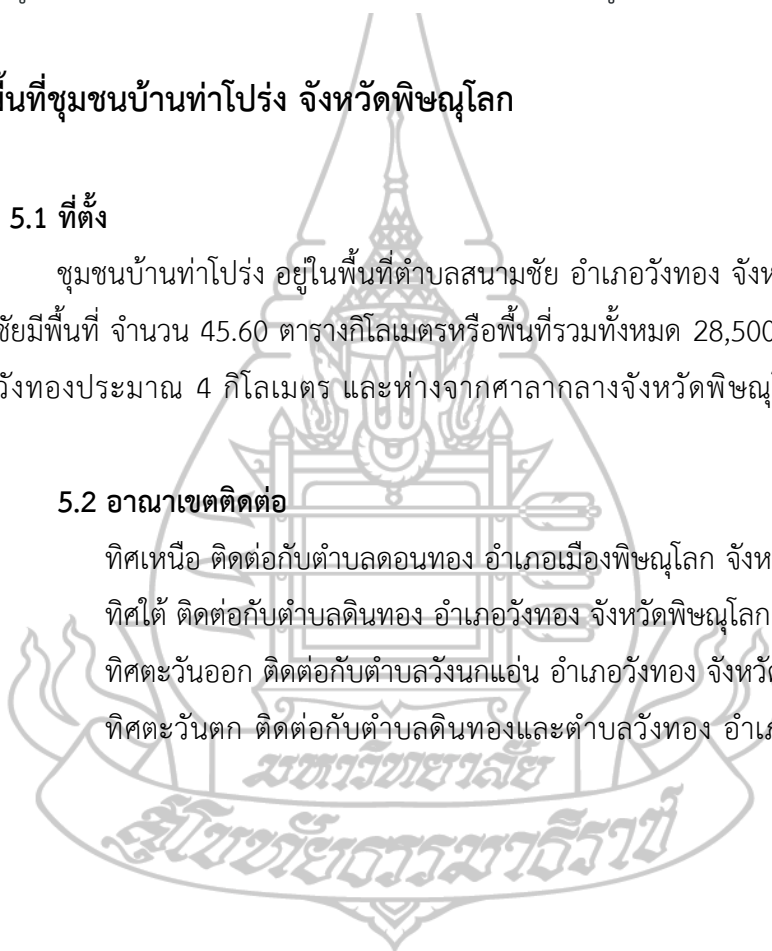 พื้นที่ชุมชนบ้านท่าโปร่ง จังหวัดพิษณุโลก
5.1 ที่ตั้ง
ชุมชนบ้านท่าโปร่ง อยู่ในพื้นที่ตำบลสนามชัย อำเภอวังทอง จังห
ชัยมีพื้นที่ จำนวน 45.60 ตารางกิโลเมตรหรือพื้นที่รวมทั้งหมด 28,500
วังทองประมาณ 4 กิโลเมตร และห่างจากศาลากลางจังหวัดพิษณุโ
5.2 อาณาเขตติดต่อ
ทิศเหนือ ติดต่อกับตำบลดอนทอง อำเภอเมืองพิษณุโลก จังห
ทิศใต้ ติดต่อกับตำบลดินทอง อำเภอวังทอง จังหวัดพิษณุโลก
ทิศตะวันออก ติดต่อกับตำบลวังนกแอ่น อำเภอวังทอง จังหวัด
ทิศตะวันตก ติดต่อกับตำบลดินทองและตำบลวังทอง อำเภ
มหาวิทยาลัย
สุโขทัยธรรมาธิราช